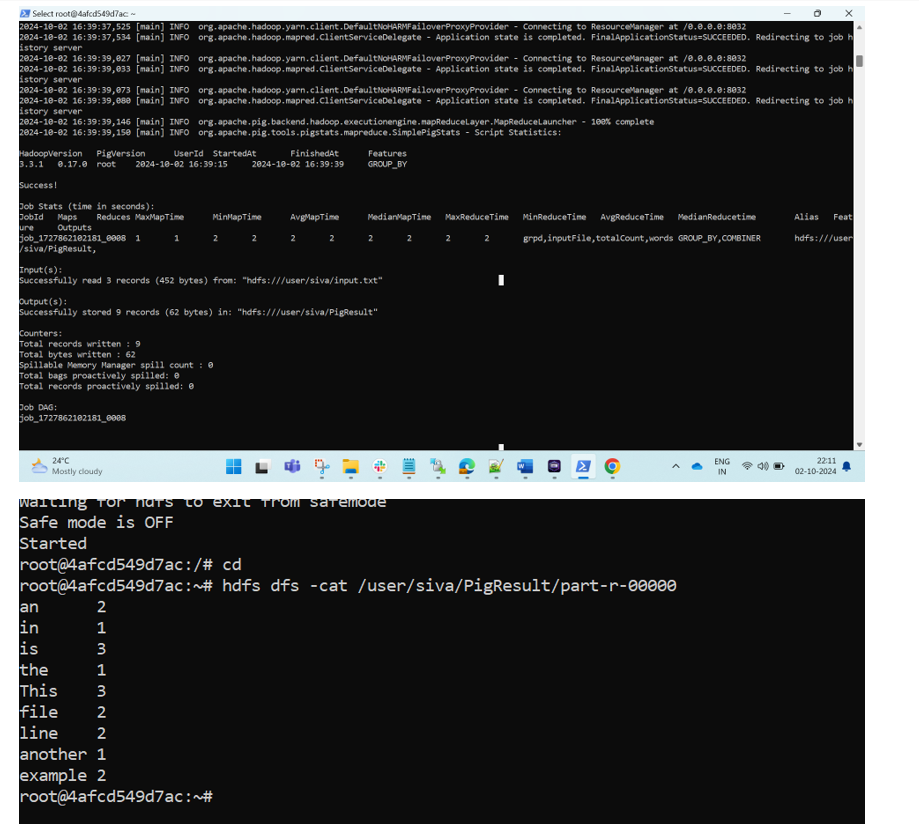 Select root@4afcd549d7ac: ~
2024-10-02 16:39:37,525 [main] INFO  org.apache.hadoop.yarn.client.DefaultNoHARMFailoverProxyProvider - Connecting to ResourceManager at /0.0.0.0:8032
2024-10-02 16:39:37,534 [main] INFO  org.apache.hadoop.mapred.ClientServiceDelegate - Application state is completed. FinalApplicationStatus=SUCCEEDED. Redirecting to job h
istory server
2024-10-02 16:39:39,027 [main] INFO  org.apache.hadoop.yarn.client.DefaultNoHARMFailoverProxyProvider - Connecting to ResourceManager at /0.0.0.0:8032
2024-10-02 16:39:39,033 [main] INFO  org.apache.hadoop.mapred.ClientServiceDelegate - Application state is completed. FinalApplicationStatus=SUCCEEDED. Redirecting to job h
istory server
2024-10-02 16:39:39,073 [main] INFO  org.apache.hadoop.yarn.client.DefaultNoHARMFailoverProxyProvider - Connecting to ResourceManager at /0.0.0.0:8032
2024-10-02 16:39:39,080 [main] INFO  org.apache.hadoop.mapred.ClientServiceDelegate - Application state is completed. FinalApplicationStatus=SUCCEEDED. Redirecting to job h
istory server
2024-10-02 16:39:39,146 [main] INFO  org.apache.pig.backend.hadoop.executionengine.mapReduceLayer.MapReduceLauncher - 100% complete
2024-10-02 16:39:39,150 [main] INFO  org.apache.pig.tools.pigstats.mapreduce.SimplePigStats - Script Statistics:
HadoopVersion PigVersion UserId StartedAt FinishedAt Features
3.3.1 0.17.0 root 2024-10-02 16:39:15 2024-10-02 16:39:39 GROUP_BY
Success!
Job Stats (time in seconds):
JobId Maps Reduces MaxMapTime MinMapTime AvgMapTime MedianMapTime MaxReduceTime MinReduceTime AvgReduceTime MedianReducetime Alias Feat
ure Outputs
job_1727862102181_0008 1 1 2 2 2 2 2 2 2 2 grpd,inputFile,totalCount,words GROUP_BY,COMBINER hdfs:///user
/siva/PigResult,
Input(s):
Successfully read 3 records (452 bytes) from: "hdfs:///user/siva/input.txt"
Output(s):
Successfully stored 9 records (62 bytes) in: "hdfs:///user/siva/PigResult"
Counters:
Total records written : 9
Total bytes written : 62
Spillable Memory Manager spill count : 0
Total bags proactively spilled: 0
Total records proactively spilled: 0
Job DAG:
job_1727862102181_0008
24°C
Mostly cloudy
ENG
IN
22:11
02-10-2024
Waiting for hdfs to exit from safemode
Safe mode is OFF
Started
root@4afcd549d7ac:/# cd
root@4afcd549d7ac:~# hdfs dfs -cat /user/siva/PigResult/part-r-00000
an 2
in 1
is 3
the 1
This 3
file 2
line 2
another 1
example 2
root@4afcd549d7ac:~#